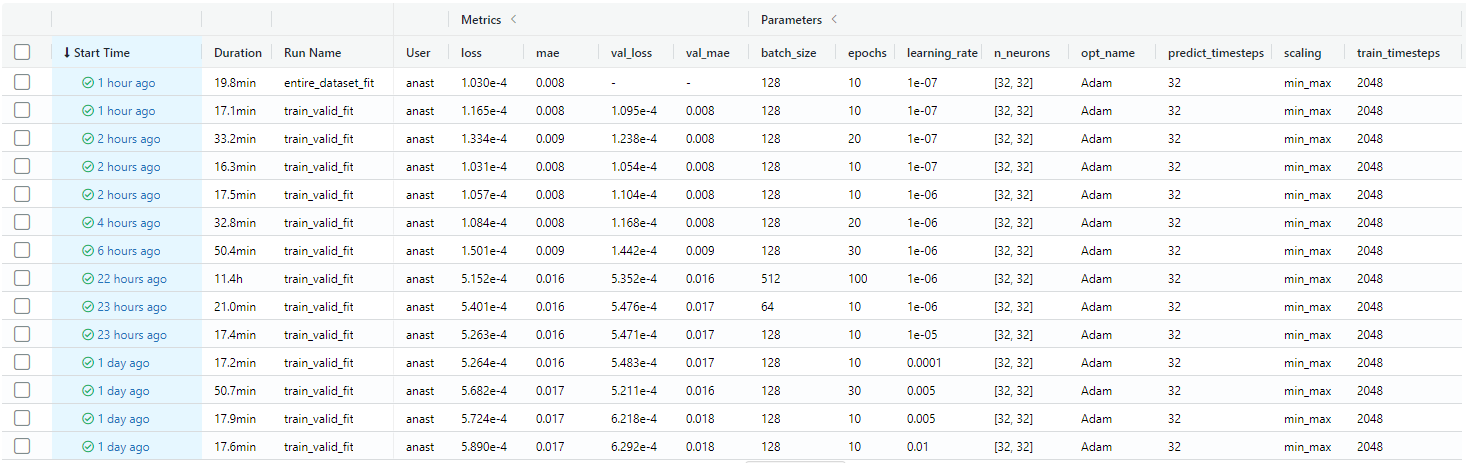 Metrics < Parameters <
↓ Start Time Duration Run Name User loss mae val_loss val_mae batch_size epochs learning_rate n_neurons opt_name predict_timesteps scaling train_timesteps
1 hour ago 19.8min entire_dataset_fit anast 1.030e-4 0.008 - - 128 10 1e-07 [32, 32] Adam 32 min_max 2048
1 hour ago 17.1min train_valid_fit anast 1.165e-4 0.008 1.095e-4 0.008 128 10 1e-07 [32, 32] Adam 32 min_max 2048
2 hours ago 33.2min train_valid_fit anast 1.334e-4 0.009 1.238e-4 0.008 128 20 1e-07 [32, 32] Adam 32 min_max 2048
2 hours ago 16.3min train_valid_fit anast 1.031e-4 0.008 1.054e-4 0.008 128 10 1e-07 [32, 32] Adam 32 min_max 2048
2 hours ago 17.5min train_valid_fit anast 1.057e-4 0.008 1.104e-4 0.008 128 10 1e-06 [32, 32] Adam 32 min_max 2048
4 hours ago 32.8min train_valid_fit anast 1.084e-4 0.008 1.168e-4 0.008 128 20 1e-06 [32, 32] Adam 32 min_max 2048
6 hours ago 50.4min train_valid_fit anast 1.501e-4 0.009 1.442e-4 0.009 128 30 1e-06 [32, 32] Adam 32 min_max 2048
22 hours ago 11.4h train_valid_fit anast 5.152e-4 0.016 5.352e-4 0.016 512 100 1e-06 [32, 32] Adam 32 min_max 2048
23 hours ago 21.0min train_valid_fit anast 5.401e-4 0.016 5.476e-4 0.017 64 10 1e-06 [32, 32] Adam 32 min_max 2048
23 hours ago 17.4min train_valid_fit anast 5.263e-4 0.016 5.471e-4 0.017 128 10 1e-05 [32, 32] Adam 32 min_max 2048
1 day ago 17.2min train_valid_fit anast 5.264e-4 0.016 5.483e-4 0.017 128 10 0.0001 [32, 32] Adam 32 min_max 2048
1 day ago 50.7min train_valid_fit anast 5.682e-4 0.017 5.211e-4 0.016 128 30 0.005 [32, 32] Adam 32 min_max 2048
1 day ago 17.9min train_valid_fit anast 5.724e-4 0.017 6.218e-4 0.018 128 10 0.005 [32, 32] Adam 32 min_max 2048
1 day ago 17.6min train_valid_fit anast 5.890e-4 0.017 6.292e-4 0.018 128 10 0.01 [32, 32] Adam 32 min_max 2048